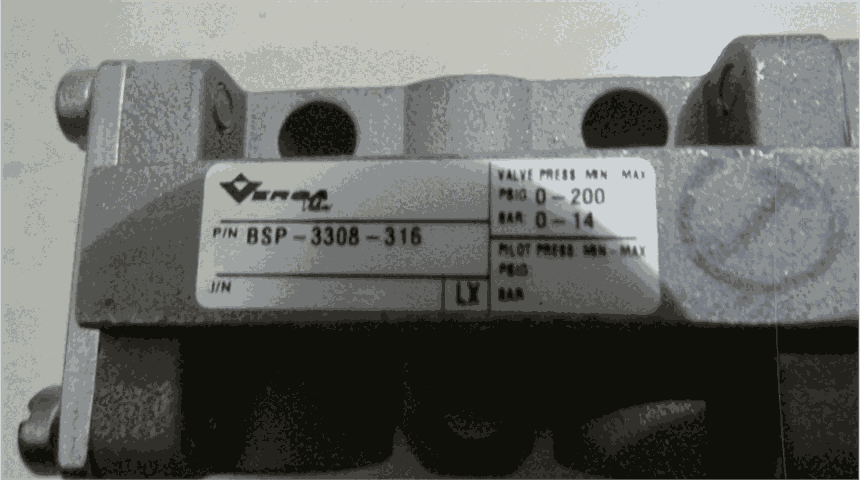 VERSA
P/N BSP-3308-316
I/N
LX
VALVE PRESS MIN MAX
PSIG 0-200
BAR 0-14
PILOT PRESS MIN-MAX
PSIG
BAR